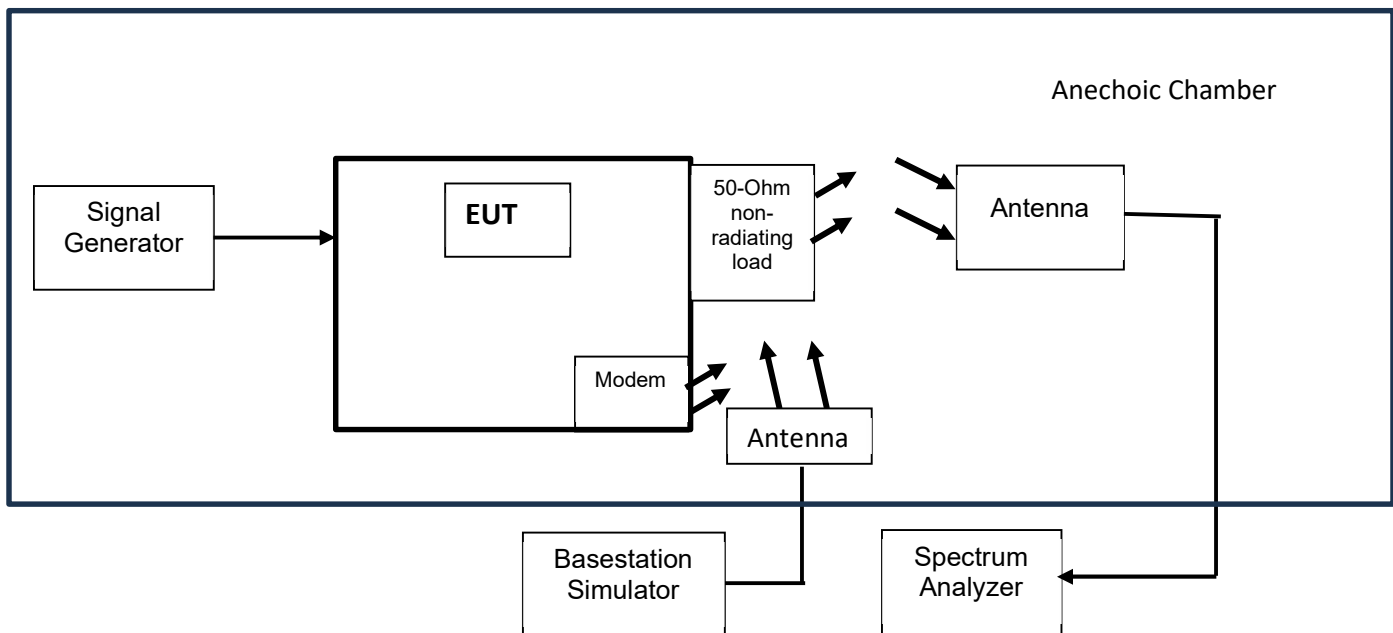 Anechoic Chamber
Signal
Generator
EUT
50-Ohm
non-
radiating
load
Antenna
Modem
Antenna
Basestation
Simulator
Spectrum
Analyzer